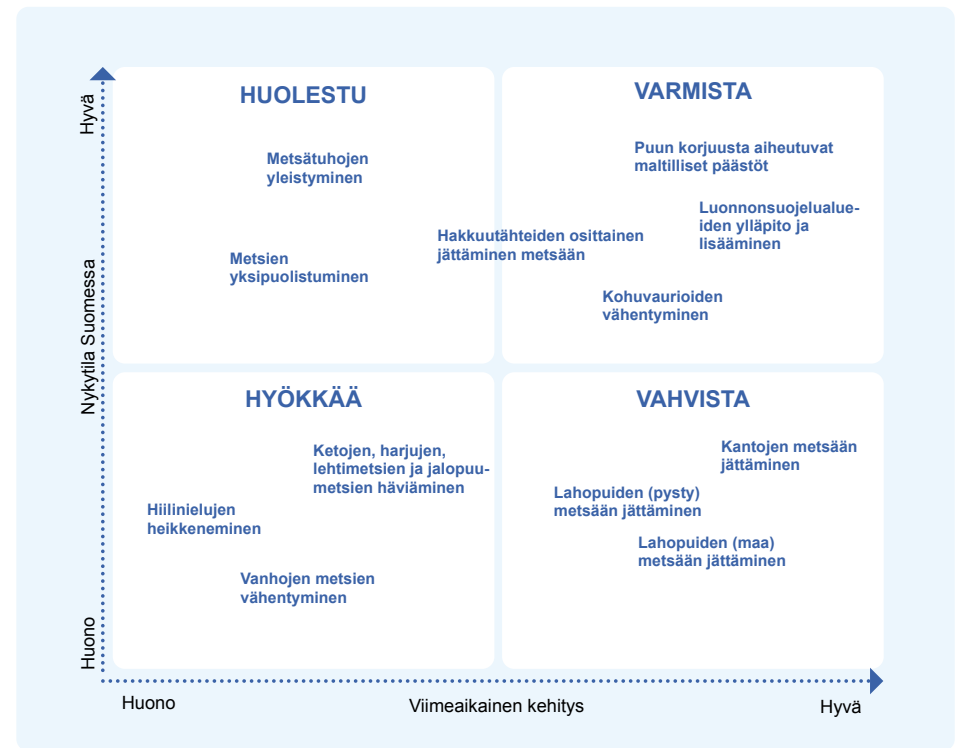 Hyvä
Nykytila Suomessa
Huono
HUOLESTU
Metsätuhojen
yleistyminen
Metsien
yksipuolistuminen
Hakkuutähteiden osittainen
jättäminen metsään
VARMISTA
Puun korjuusta aiheutuvat
maltilliset päästöt
Luonnonsuojelualue-
iden ylläpito ja
lisääminen
Kohuvaurioiden
vähentyminen
HYÖKKÄÄ
Ketojen, harjujen,
lehtimetsien ja jalopuu-
metsien häviäminen
Hiilinielujen
heikkeneminen
Vanhojen metsien
vähentyminen
VAHVISTA
Kantojen metsään
jättäminen
Lahopuiden (pysty)
metsään jättäminen
Lahopuiden (maa)
metsään jättäminen
Huono
Viimeaikainen kehitys
Hyvä